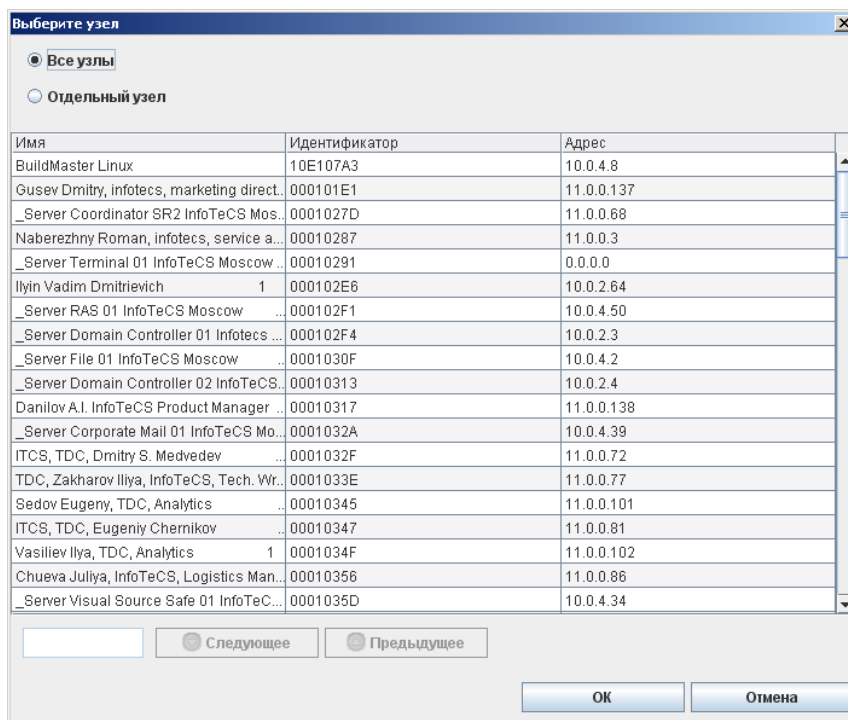 Выберите узел
Все узлы
Отдельный узел
Имя Идентификатор Адрес
BuildMaster Linux 10E107A3 10.0.4.8
Gusev Dmitry, infotecs, marketing direct.. 000101E1 11.0.0.137
_Server Coordinator SR2 InfoTeCS Mos.. 0001027D 11.0.0.68
Naberezhny Roman, infotecs, service a... 00010287 11.0.0.3
_Server Terminal 01 InfoTeCS Moscow .. 00010291 0.0.0.0
Ilyin Vadim Dmitrievich 1 000102E6 10.0.2.64
_Server RAS 01 InfoTeCS Moscow ... 000102F1 10.0.4.50
_Server Domain Controller 01 Infotecs ... 000102F4 10.0.2.3
_Server File 01 InfoTeCS Moscow .. 0001030F 10.0.4.2
_Server Domain Controller 02 InfoTeCS.. 00010313 10.0.2.4
Danilov A.I. InfoTeCS Product Manager .. 00010317 11.0.0.138
_Server Corporate Mail 01 InfoTeCS Mo... 0001032A 10.0.4.39
ITCS, TDC, Dmitry S. Medvedev ... 0001032F 11.0.0.72
TDC, Zakharov Iliya, InfoTeCS, Tech. Wr.. 0001033E 11.0.0.77
Sedov Eugeny, TDC, Analytics .. 00010345 11.0.0.101
ITCS, TDC, Eugeniy Chernikov .. 00010347 11.0.0.81
Vasiliev Ilya, TDC, Analytics 1 0001034F 11.0.0.102
Chueva Juliya, InfoTeCS, Logistics Man... 00010356 11.0.0.86
_Server Visual Source Safe 01 InfoTeC... 0001035D 10.0.4.34
Следующее Предыдущее
ОК Отмена